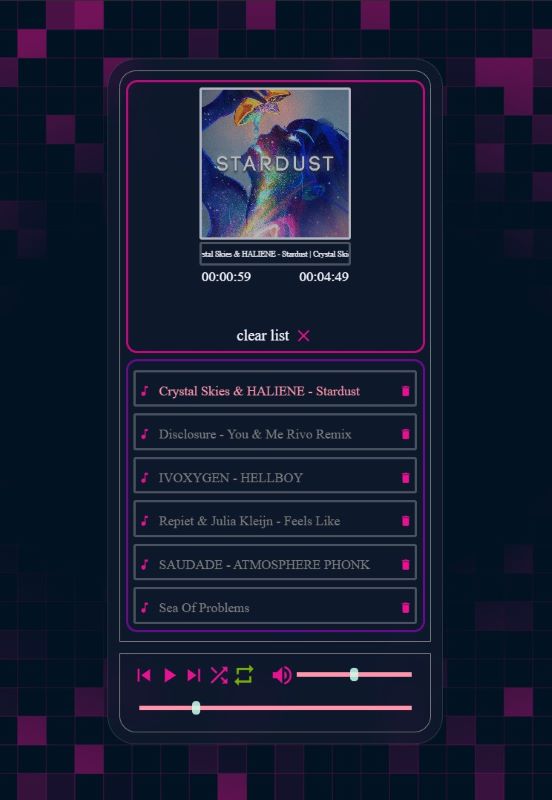 STARDUST
stal Skies & HALIENE - Stardust | Crystal Ski
00:00:59 00:04:49
clear list
Crystal Skies & HALIENE - Stardust
Disclosure - You & Me Rivo Remix
IVOXYGEN - HELLBOY
Repiet & Julia Kleijn - Feels Like
SAUDADE - ATMOSPHERE PHONK
Sea Of Problems